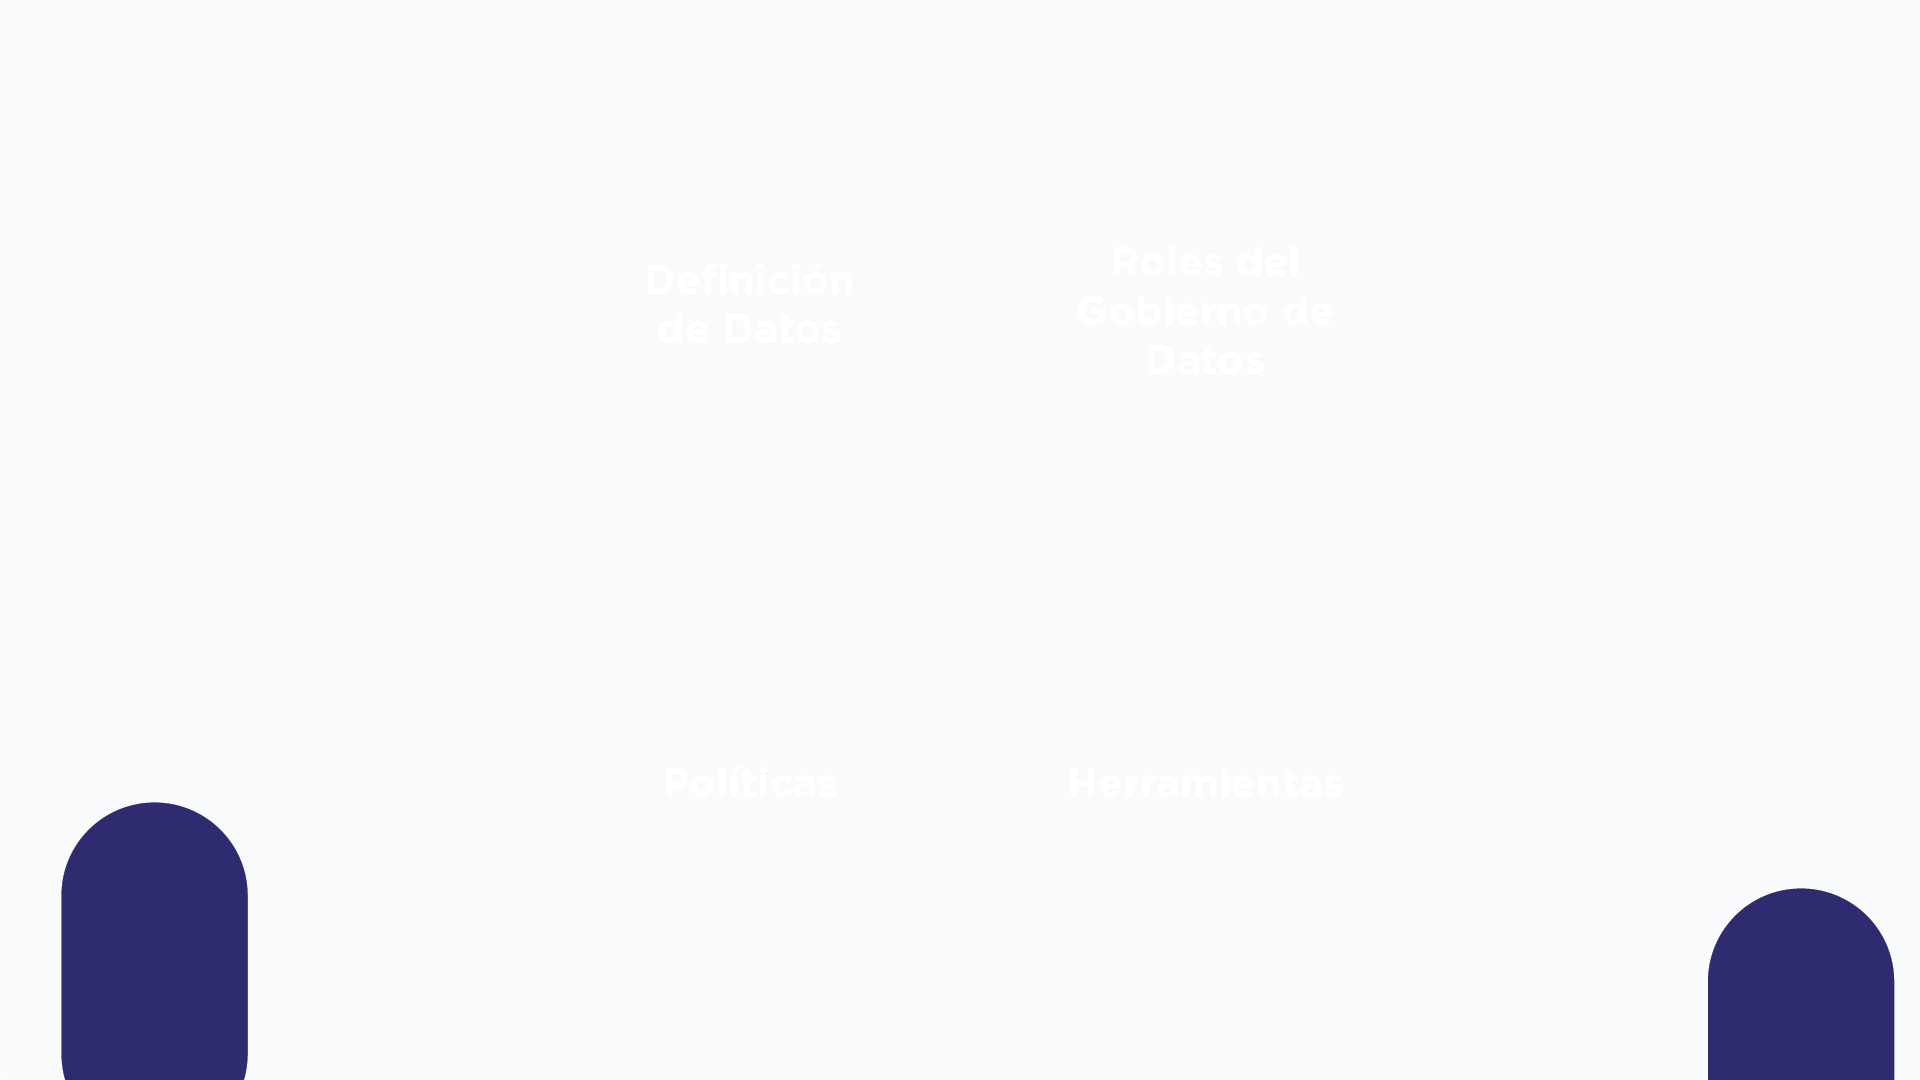 Definición
de Datos
Roles del
Gobierno de
Datos
Políticas
Herramientas